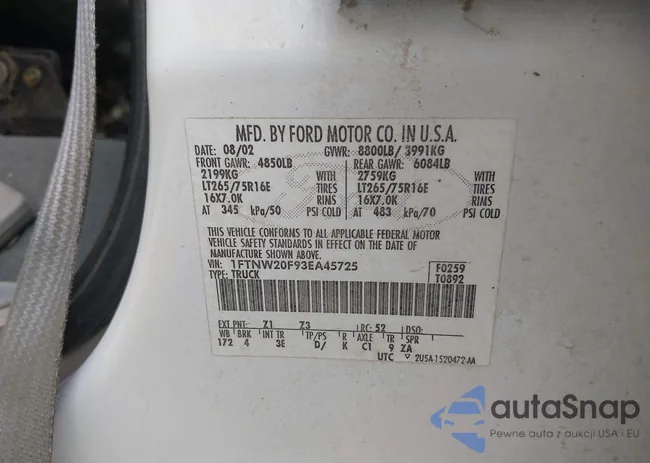 MFD. BY FORD MOTOR CO. IN U.S.A.
DATE: 08/02 GVWR: 8800LB/ 3991KG
FRONT GAWR: 4850LB REAR GAWR: 6084LB
2199KG WITH 2759KG WITH
LT265/75R16E TIRES LT265/75R16E TIRES
16X7.0K RIMS 16X7.0K RIMS
AT 345 kPa/50 PSI COLD AT 483 kPa/70 PSI COLD
THIS VEHICLE CONFORMS TO ALL APPLICABLE FEDERAL MOTOR
VEHICLE SAFETY STANDARDS IN EFFECT ON THE DATE OF
MANUFACTURE SHOWN ABOVE.
VIN: 1FTNW20F93EA45725 F0259
TYPE: TRUCK T0892
EXT PNT: Z1 Z3 RC: 52 DSO:
WB BRK INT TR TP/PS R AXLE TR SPR
172 4 3E D/ K C1 9 ZA
UTC 2USA-1520472-AA
autoSnap
Pewne auta z aukcji USA i EU